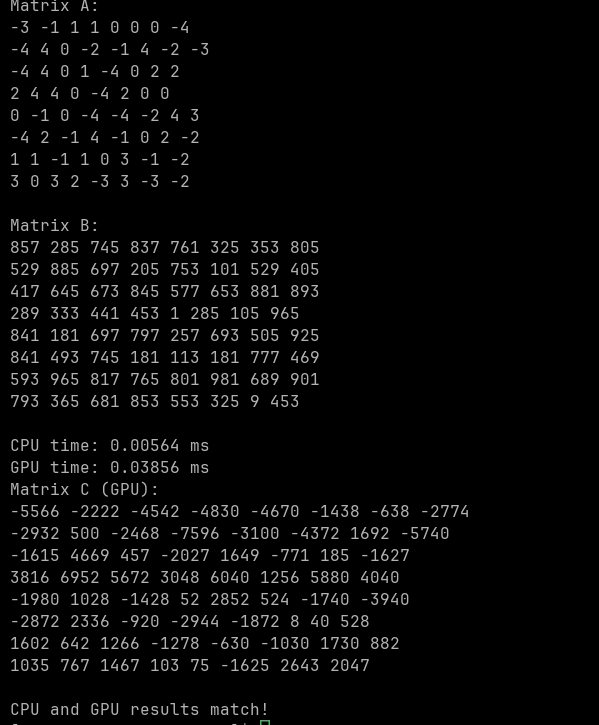 Matrix A:
-3 -1 1 1 0 0 0 -4
-4 4 0 -2 -1 4 -2 -3
-4 4 0 1 -4 0 2 2
2 4 4 0 -4 2 0 0
0 -1 0 -4 -4 -2 4 3
-4 2 -1 4 -1 0 2 -2
1 1 -1 1 0 3 -1 -2
3 0 3 2 -3 3 -3 -2
Matrix B:
857 285 745 837 761 325 353 805
529 885 697 205 753 101 529 405
417 645 673 845 577 653 881 893
289 333 441 453 1 285 105 965
841 181 697 797 257 693 505 925
841 493 745 181 113 181 777 469
593 965 817 765 801 981 689 901
793 365 681 853 553 325 9 453
CPU time: 0.00564 ms
GPU time: 0.03856 ms
Matrix C (GPU):
-5566 -2222 -4542 -4830 -4670 -1438 -638 -2774
-2932 500 -2468 -7596 -3100 -4372 1692 -5740
-1615 4669 457 -2027 1649 -771 185 -1627
3816 6952 5672 3048 6040 1256 5880 4040
-1980 1028 -1428 52 2852 524 -1740 -3940
-2872 2336 -920 -2944 -1872 8 40 528
1602 642 1266 -1278 -630 -1030 1730 882
1035 767 1467 103 75 -1625 2643 2047
CPU and GPU results match!